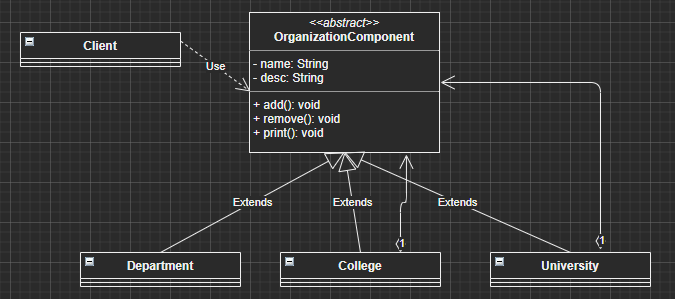 <<abstract>>
OrganizationComponent
Client
- name: String
Use
- desc: String
+ add(): void
+ remove(): void
+ print(): void
Extends
Extends
Extends
1
1
Department
College
University